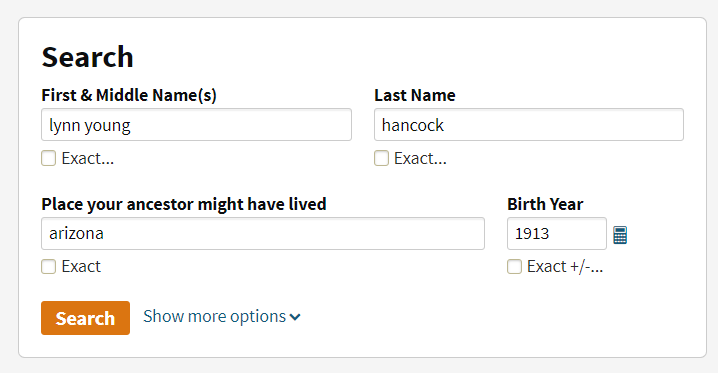 Search
First & Middle Name(s) Last Name
lynn young hancock
Exact... Exact...
Place your ancestor might have lived Birth Year
arizona 1913
Exact Exact +/-...
Search Show more options